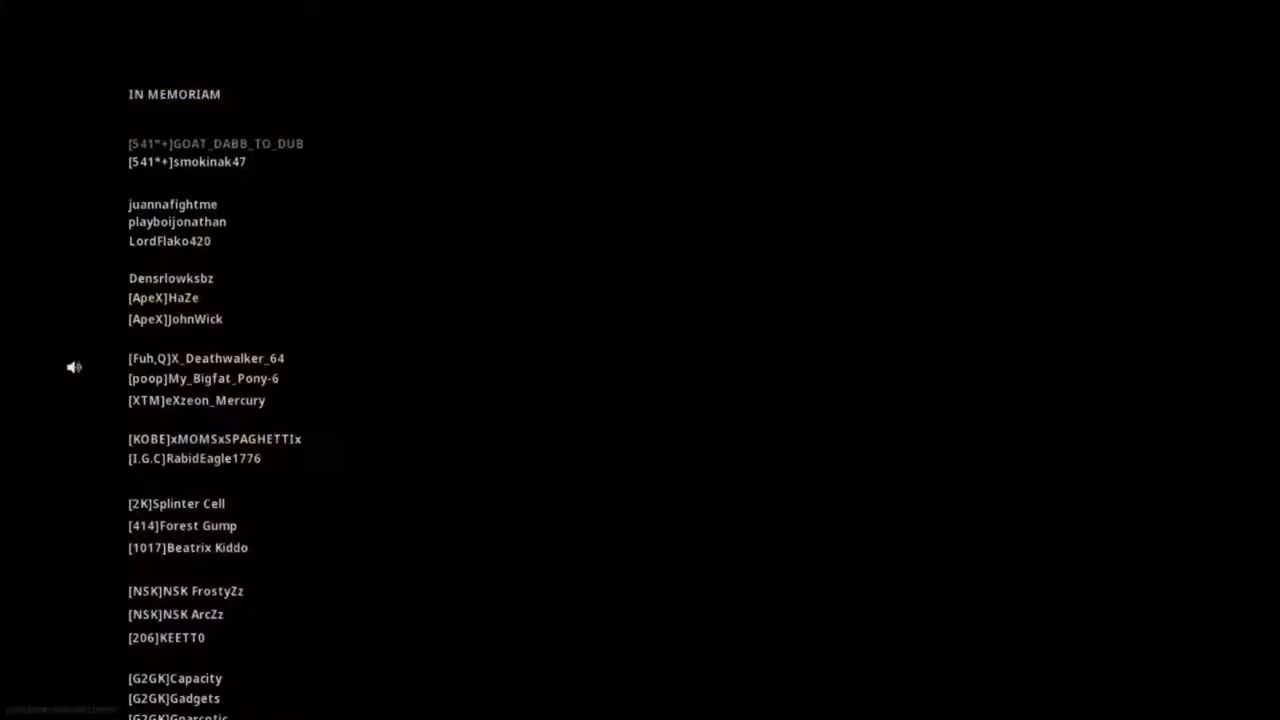 IN MEMORIAM
[541*+]GOAT_DABB_TO_DUB
[541*+]smokinak47
juannafightme
playboijonathan
LordFlako420
Densrlowksbz
[ApeX]HaZe
[ApeX]JohnWick
[Fuh,Q]X_Deathwalker_64
[poop]My_Bigfat_Pony-6
[XTM]eXzeon_Mercury
[KOBE]xMOMSxSPAGHETTIx
[I.G.C]RabidEagle1776
[2K]Splinter Cell
[414]Forest Gump
[1017]Beatrix Kiddo
[NSK]NSK FrostyZz
[NSK]NSK ArcZz
[206]KEETT0
[G2GK]Capacity
[G2GK]Gadgets
[G2GK]Gnarcotic